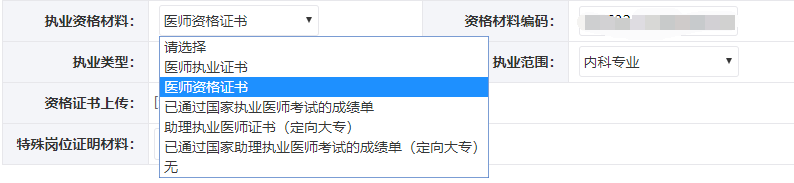 执业资格材料： 医师资格证书 资格材料编码：
请选择
执业类型： 医师执业证书 执业范围： 内科专业
医师资格证书
资格证书上传： 已通过国家执业医师考试的成绩单
助理执业医师证书（定向大专）
特殊岗位证明材料： 已通过国家助理执业医师考试的成绩单（定向大专）
无